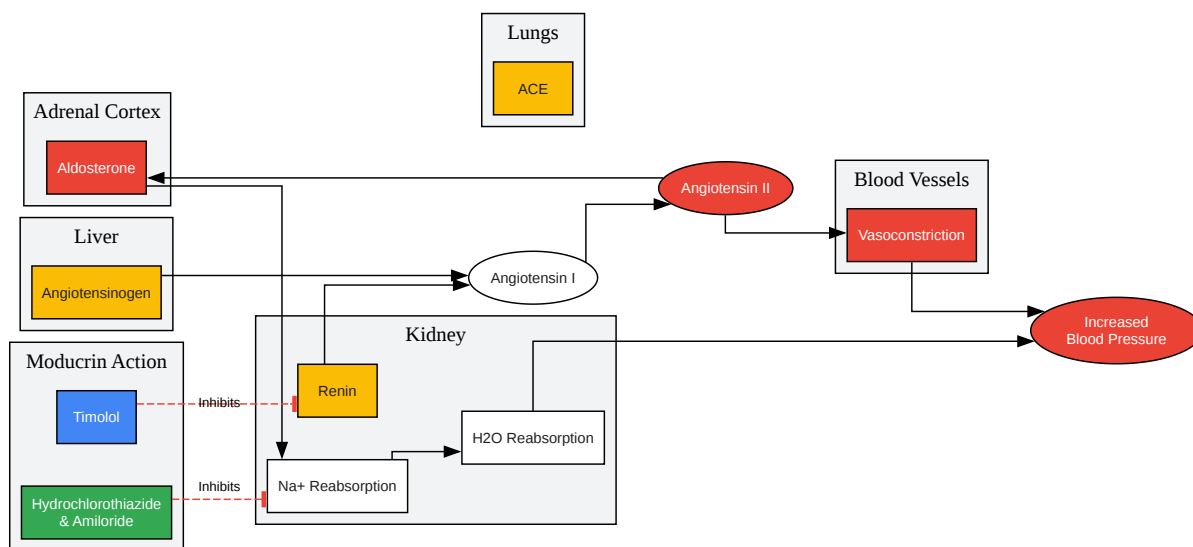 Lungs
ACE
Adrenal Cortex
Aldosterone
Angiotensin II
Blood Vessels
Vasoconstriction
Liver
Angiotensinogen
Angiotensin I
Increased
Blood Pressure
Kidney
Renin
H2O Reabsorption
Na+ Reabsorption
Moducrin Action
Timolol
Inhibits
Hydrochlorothiazide
& Amiloride
Inhibits